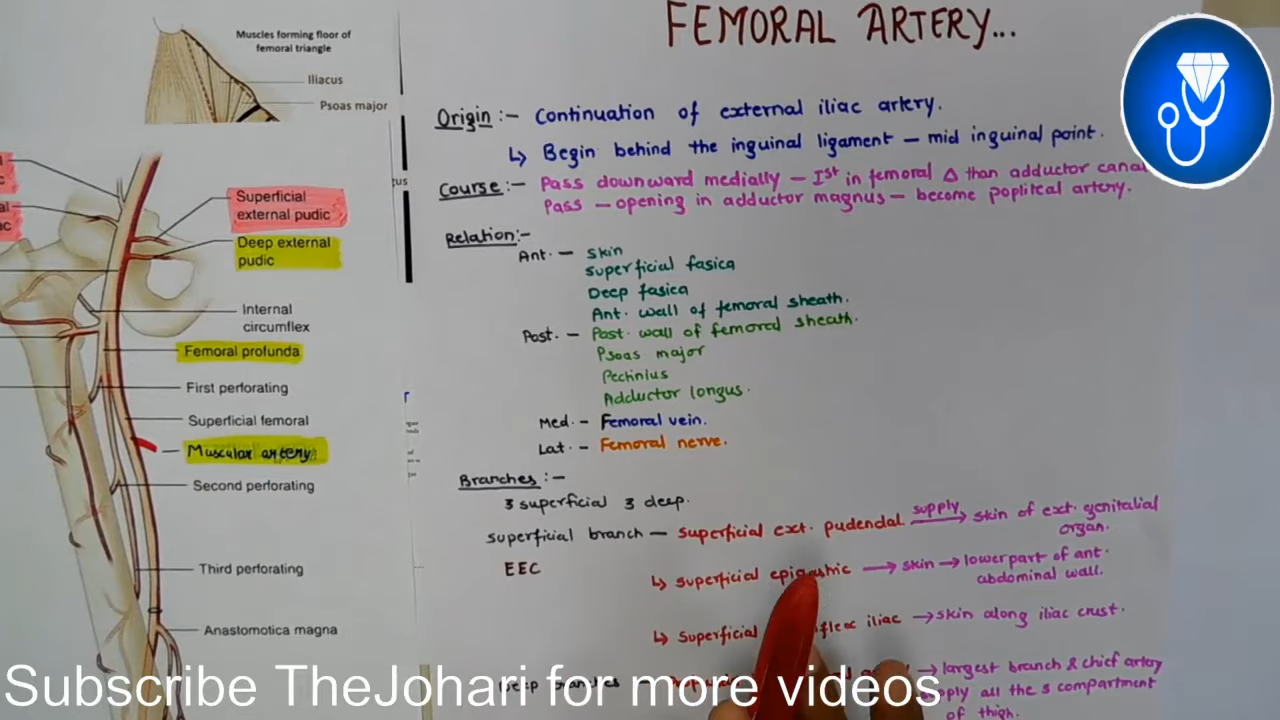 Muscles forming floor of
femoral triangle
Iliacus
Psoas major
Superficial
external pudic
Deep external
pudic
Internal
circumflex
Femoral profunda
First perforating
Superficial femoral
Muscular artery
Second perforating
Third perforating
Anastomotica magna
FEMORAL ARTERY...
Origin :- Continuation of external iliac artery.
↳ Begin behind the inguinal ligament - mid inguinal point.
Course :- Pass downward medially - Ist in femoral Δ than adductor canal
Pass - opening in adductor magnus - become popliteal artery.
Relation:-
Ant. - Skin
Superficial fasica
Deep fasica
Ant. wall of femoral sheath.
Post. - Post. wall of femoral sheath.
Psoas major
Pectinius
Adductor longus.
Med. - Femoral vein.
Lat. - Femoral nerve.
Branches :-
3 superficial 3 deep.
superficial branch - superficial ext. pudendal supply → skin of ext. genitalial
organ.
EEC
↳ superficial epigastric → skin → lower part of ant.
abdominal wall.
↳ Superficial iliac → skin along iliac crust.
Deep branches → largest branch & chief artery
supply all the 3 compartment
of thigh.
Subscribe TheJohari for more videos